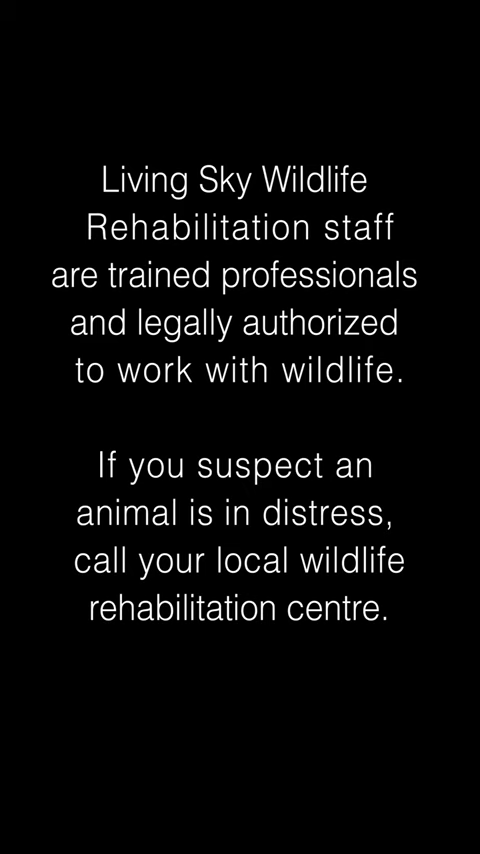 Living Sky Wildlife
Rehabilitation staff
are trained professionals
and legally authorized
to work with wildlife.
If you suspect an
animal is in distress,
call your local wildlife
rehabilitation centre.